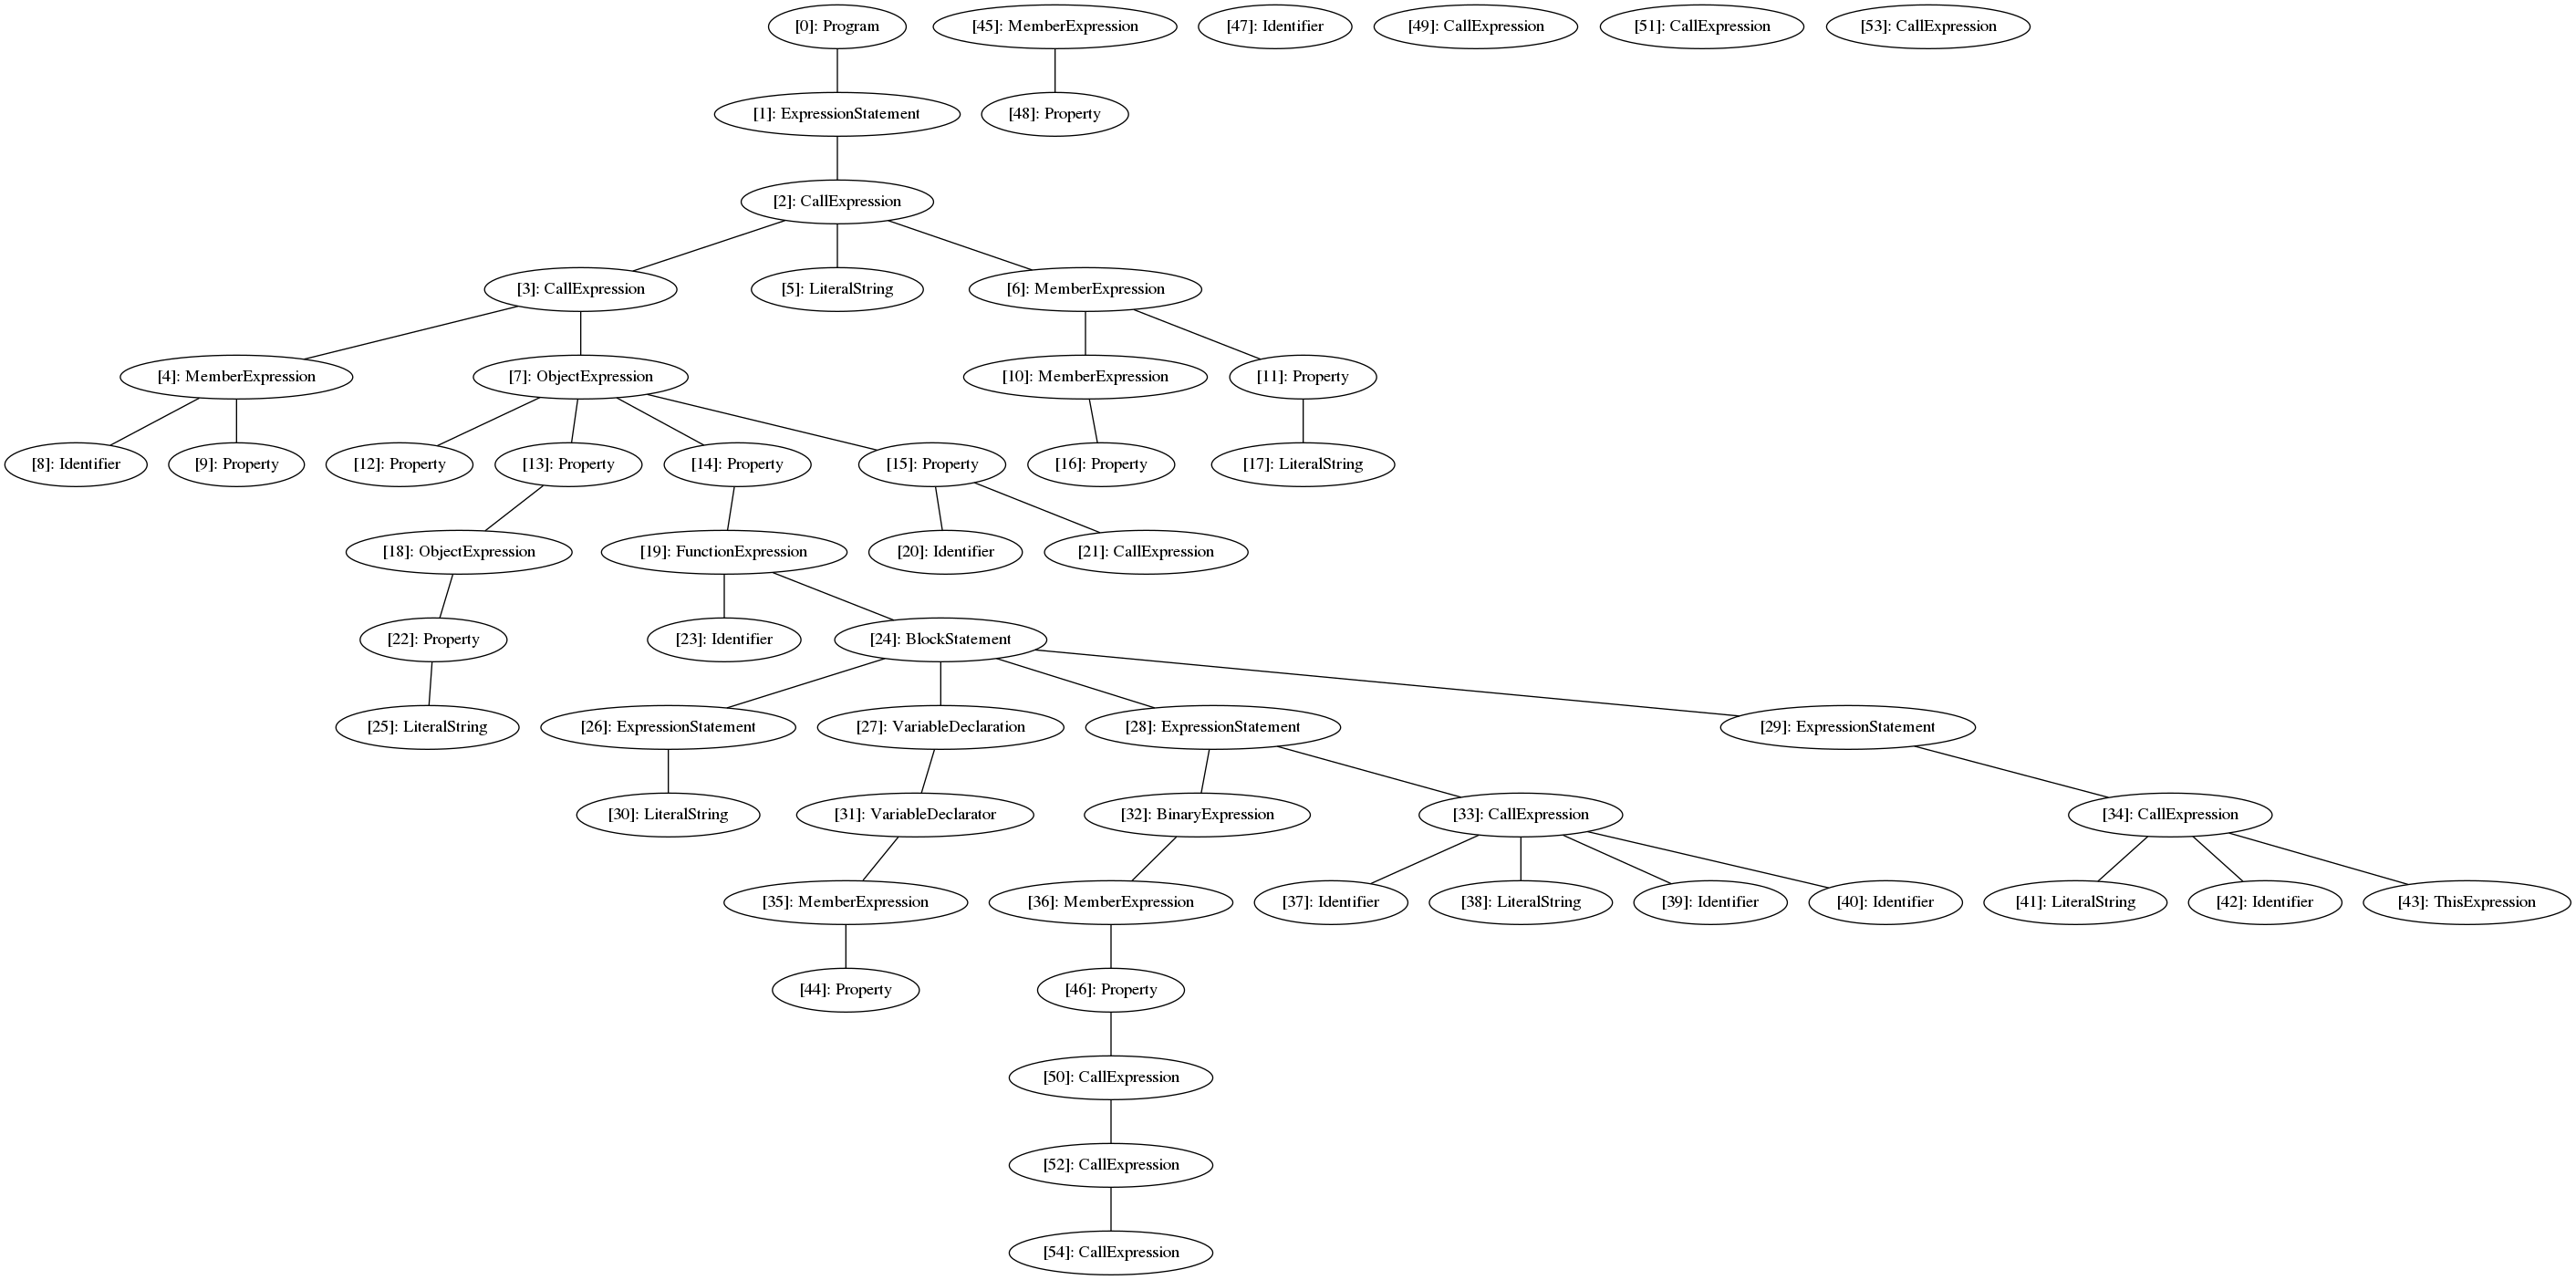 [0]: Program
[45]: MemberExpression
[47]: Identifier
[49]: CallExpression
[51]: CallExpression
[53]: CallExpression
[1]: ExpressionStatement
[48]: Property
[2]: CallExpression
[3]: CallExpression
[5]: LiteralString
[6]: MemberExpression
[4]: MemberExpression
[7]: ObjectExpression
[10]: MemberExpression
[11]: Property
[8]: Identifier
[9]: Property
[12]: Property
[13]: Property
[14]: Property
[15]: Property
[16]: Property
[17]: LiteralString
[18]: ObjectExpression
[19]: FunctionExpression
[20]: Identifier
[21]: CallExpression
[22]: Property
[23]: Identifier
[24]: BlockStatement
[25]: LiteralString
[26]: ExpressionStatement
[27]: VariableDeclaration
[28]: ExpressionStatement
[29]: ExpressionStatement
[30]: LiteralString
[31]: VariableDeclarator
[32]: BinaryExpression
[33]: CallExpression
[34]: CallExpression
[35]: MemberExpression
[36]: MemberExpression
[37]: Identifier
[38]: LiteralString
[39]: Identifier
[40]: Identifier
[41]: LiteralString
[42]: Identifier
[43]: ThisExpression
[44]: Property
[46]: Property
[50]: CallExpression
[52]: CallExpression
[54]: CallExpression